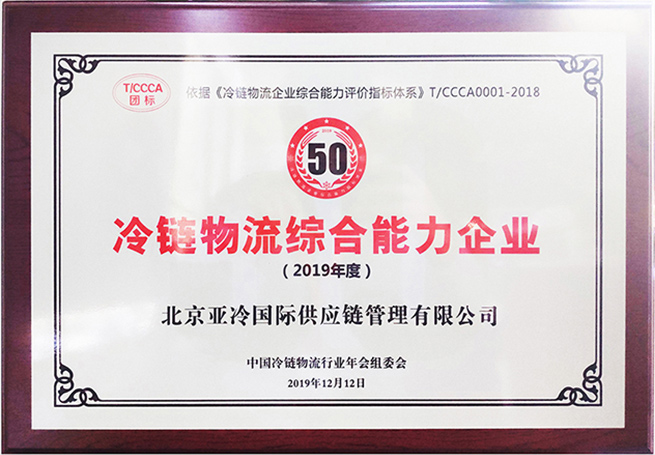 T/CCCA
团标
依据《冷链物流企业综合能力评价指标体系》T/CCCA0001-2018
2019
50
冷链物流综合能力企业
（2019年度）
北京亚冷国际供应链管理有限公司
中国冷链物流行业年会组委会
2019年12月12日